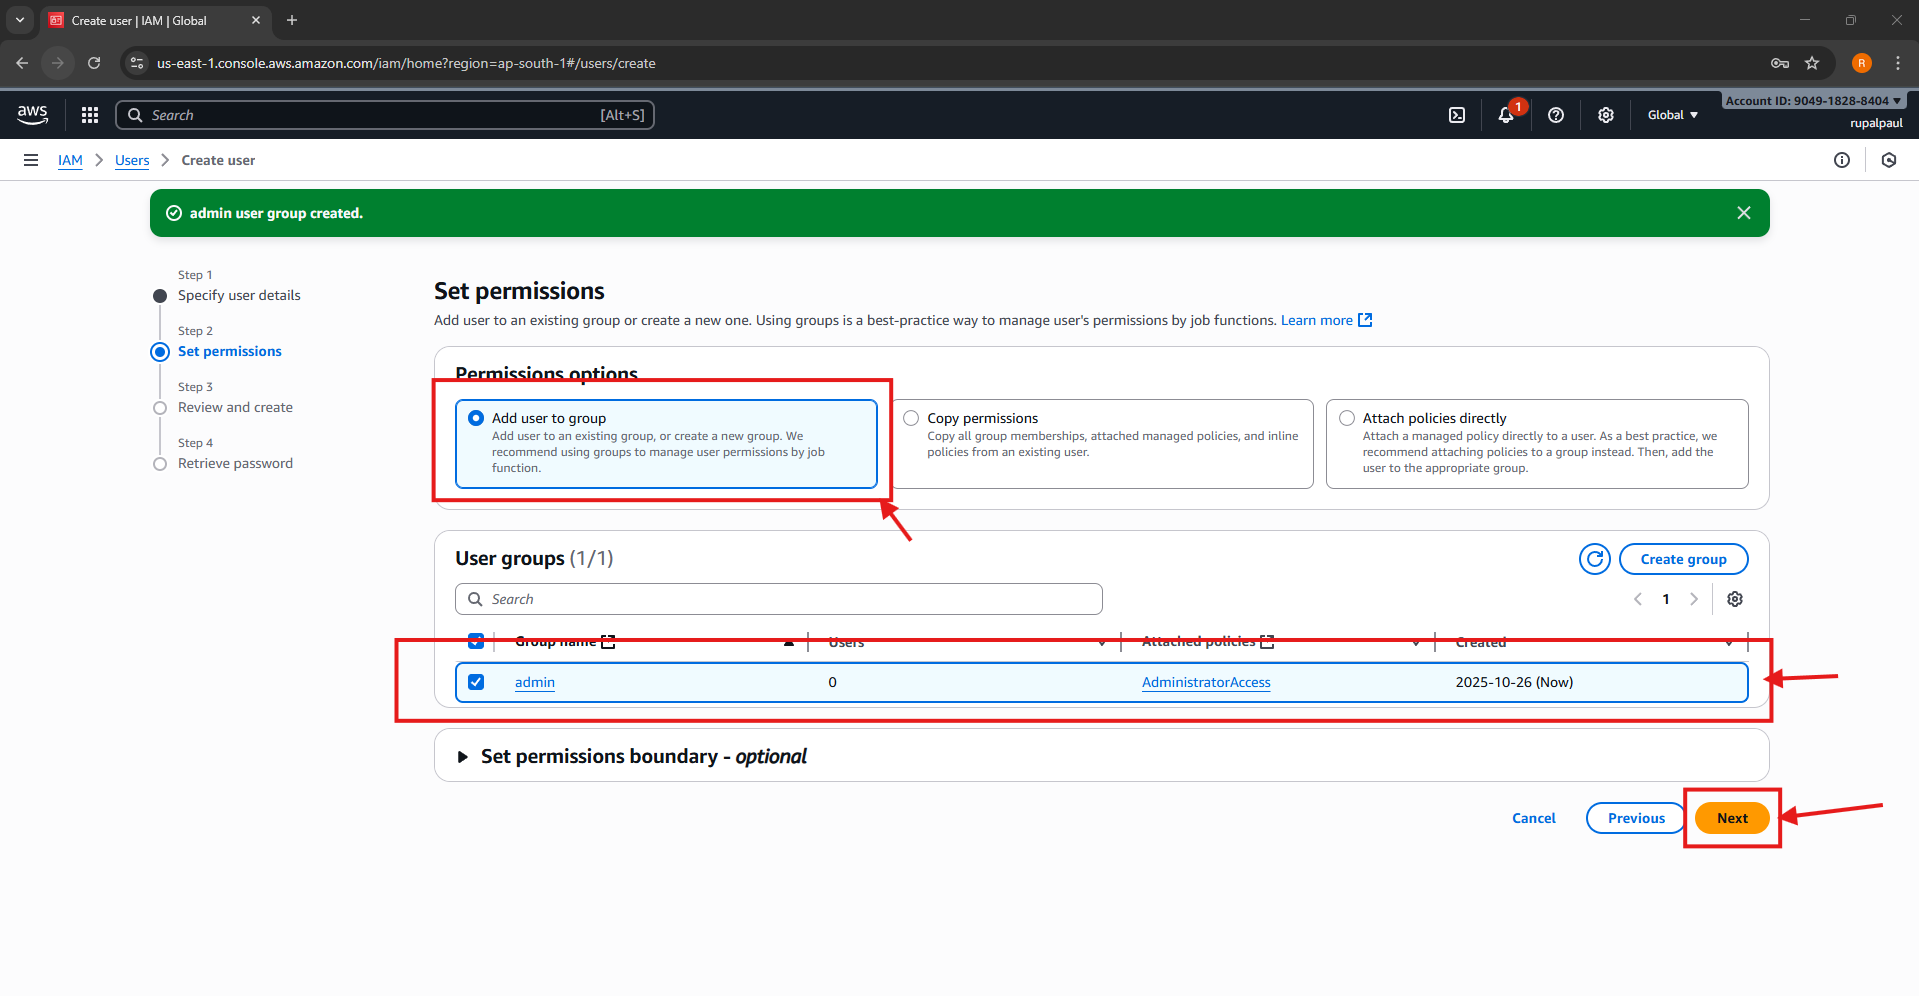 Create user | IAM | Global
us-east-1.console.aws.amazon.com/iam/home?region=ap-south-1#/users/create
R
aws
Search
[Alt+S]
1
Global
Account ID: 9049-1828-8404
rupalpaul
IAM
Users
Create user
admin user group created.
Step 1
Specify user details
Step 2
Set permissions
Step 3
Review and create
Step 4
Retrieve password
Set permissions
Add user to an existing group or create a new one. Using groups is a best-practice way to manage user's permissions by job functions. Learn more
Permissions options
Add user to group
Add user to an existing group, or create a new group. We
recommend using groups to manage user permissions by job
function.
Copy permissions
Copy all group memberships, attached managed policies, and inline
policies from an existing user.
Attach policies directly
Attach a managed policy directly to a user. As a best practice, we
recommend attaching policies to a group instead. Then, add the
user to the appropriate group.
User groups (1/1)
Create group
Search
1
Group name
Users
Attached policies
Created
admin
0
AdministratorAccess
2025-10-26 (Now)
Set permissions boundary - optional
Cancel
Previous
Next